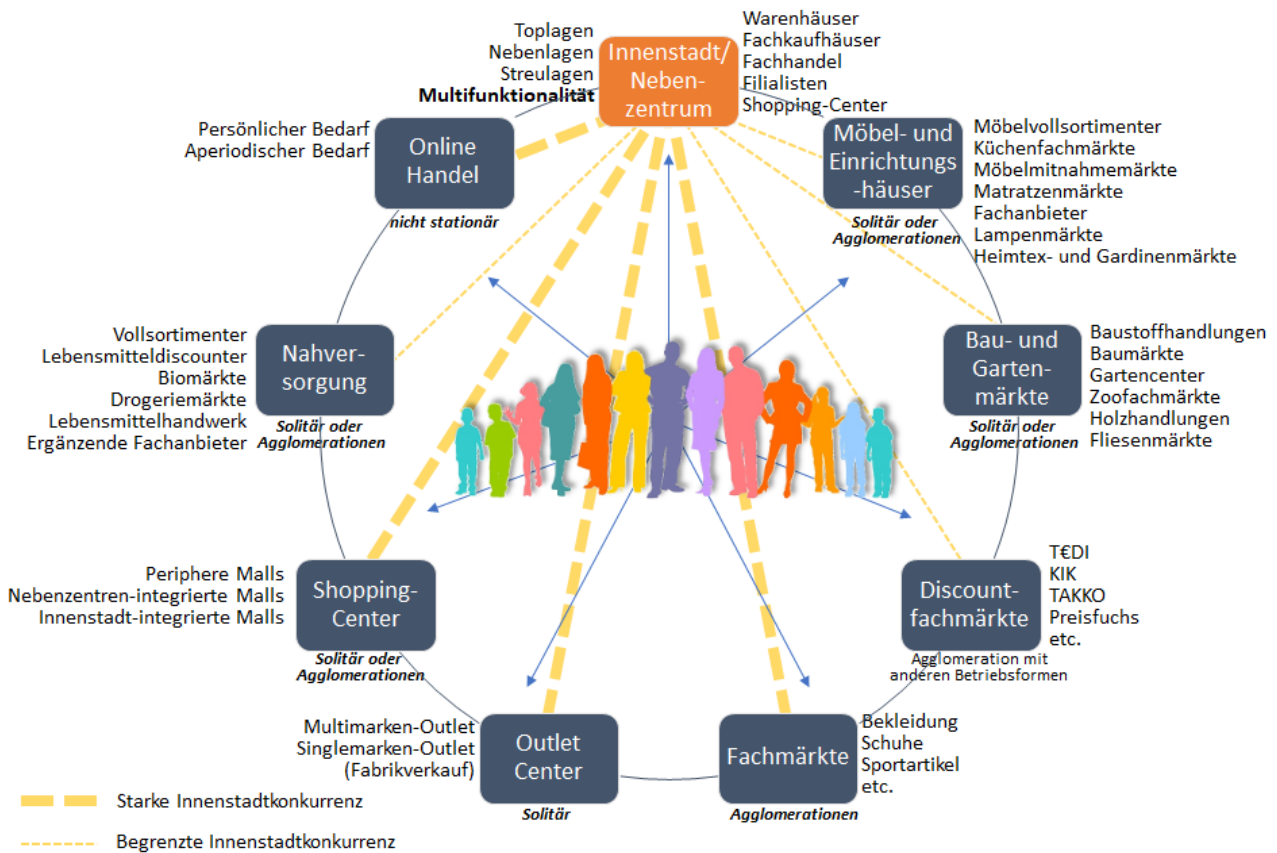 Toplagen
Nebenlagen
Streulagen
Multifunktionalität
Innenstadt/
Neben-
zentrum
Warenhäuser
Fachkaufhäuser
Fachhandel
Filialisten
Shopping-Center
Persönlicher Bedarf
Aperiodischer Bedarf
Online
Handel
nicht stationär
Möbel- und
Einrichtungs
-häuser
Solitär oder
Agglomerationen
Möbelvollsortimenter
Küchenfachmärkte
Möbelmitnahmemärkte
Matratzenmärkte
Fachanbieter
Lampenmärkte
Heimtex- und Gardinenmärkte
Vollsortimenter
Lebensmitteldiscounter
Biomärkte
Drogeriemärkte
Lebensmittelhandwerk
Ergänzende Fachanbieter
Nahver-
sorgung
Solitär oder
Agglomerationen
Bau- und
Garten-
märkte
Solitär oder
Agglomerationen
Baustoffhandlungen
Baumärkte
Gartencenter
Zoofachmärkte
Holzhandlungen
Fliesenmärkte
Periphere Malls
Nebenzentren-integrierte Malls
Innenstadt-integrierte Malls
Shopping-
Center
Solitär oder
Agglomerationen
Discount-
fachmärkte
Agglomeration mit
anderen Betriebsformen
T€DI
KIK
TAKKO
Preisfuchs
etc.
Multimarken-Outlet
Singlemarken-Outlet
(Fabrikverkauf)
Outlet
Center
Solitär
Fachmärkte
Agglomerationen
Bekleidung
Schuhe
Sportartikel
etc.
Starke Innenstadtkonkurrenz
Begrenzte Innenstadtkonkurrenz